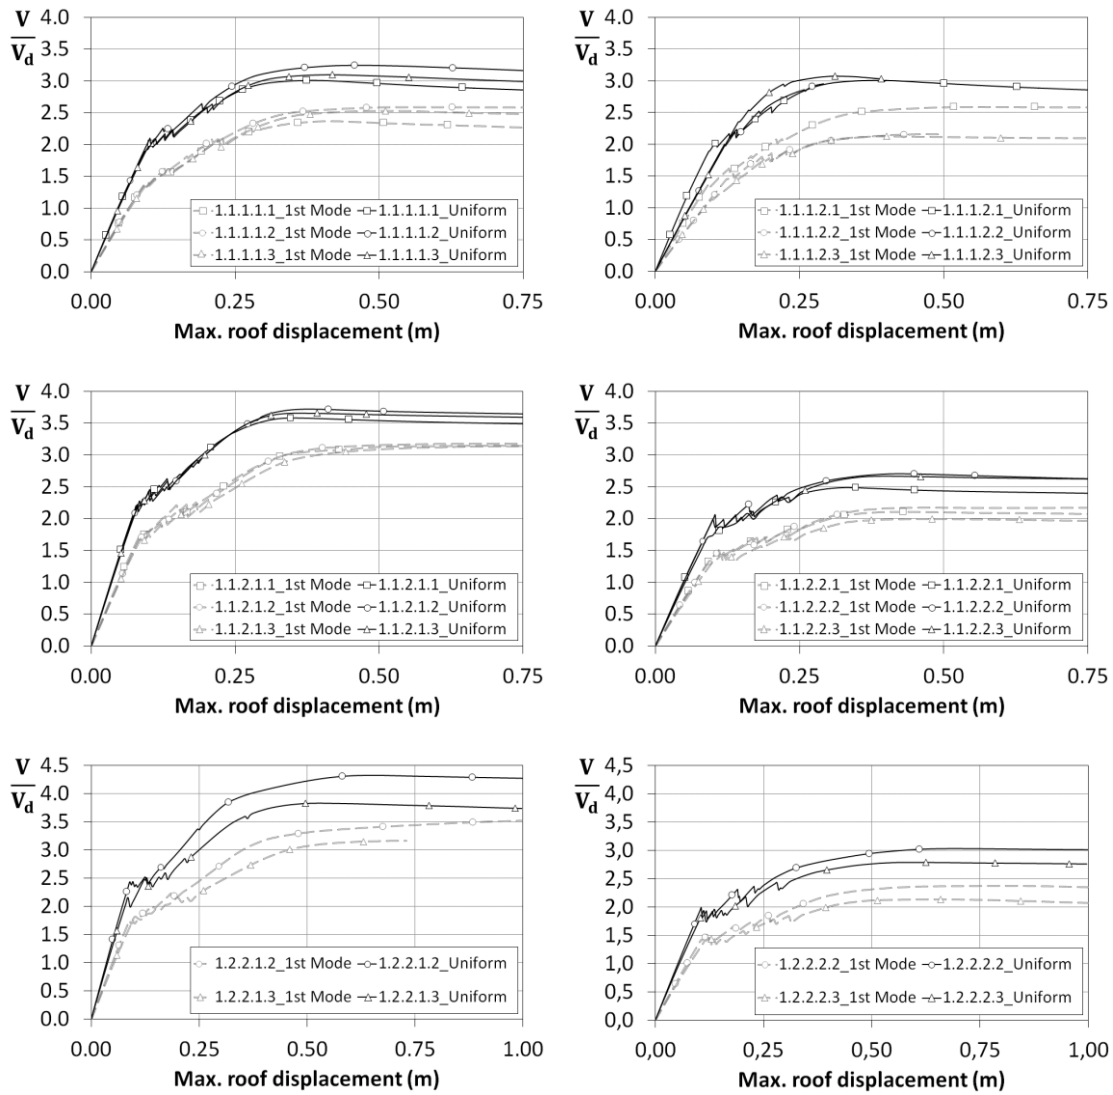 V/Vd
4.0
3.5
3.0
2.5
2.0
1.5
1.0
0.5
0.0
1.1.1.1.1_1st Mode 1.1.1.1.1_Uniform
1.1.1.1.2_1st Mode 1.1.1.1.2_Uniform
1.1.1.1.3_1st Mode 1.1.1.1.3_Uniform
0.00 0.25 0.50 0.75
Max. roof displacement (m)
V/Vd
4.0
3.5
3.0
2.5
2.0
1.5
1.0
0.5
0.0
1.1.1.2.1_1st Mode 1.1.1.2.1_Uniform
1.1.1.2.2_1st Mode 1.1.1.2.2_Uniform
1.1.1.2.3_1st Mode 1.1.1.2.3_Uniform
0.00 0.25 0.50 0.75
Max. roof displacement (m)
V/Vd
4.0
3.5
3.0
2.5
2.0
1.5
1.0
0.5
0.0
1.1.2.1.1_1st Mode 1.1.2.1.1_Uniform
1.1.2.1.2_1st Mode 1.1.2.1.2_Uniform
1.1.2.1.3_1st Mode 1.1.2.1.3_Uniform
0.00 0.25 0.50 0.75
Max. roof displacement (m)
V/Vd
4.0
3.5
3.0
2.5
2.0
1.5
1.0
0.5
0.0
1.1.2.2.1_1st Mode 1.1.2.2.1_Uniform
1.1.2.2.2_1st Mode 1.1.2.2.2_Uniform
1.1.2.2.3_1st Mode 1.1.2.2.3_Uniform
0.00 0.25 0.50 0.75
Max. roof displacement (m)
V/Vd
4.5
4.0
3.5
3.0
2.5
2.0
1.5
1.0
0.5
0.0
1.2.2.1.2_1st Mode 1.2.2.1.2_Uniform
1.2.2.1.3_1st Mode 1.2.2.1.3_Uniform
0.00 0.25 0.50 0.75 1.00
Max. roof displacement (m)
V/Vd
4,5
4,0
3,5
3,0
2,5
2,0
1,5
1,0
0,5
0,0
1.2.2.2.2_1st Mode 1.2.2.2.2_Uniform
1.2.2.2.3_1st Mode 1.2.2.2.3_Uniform
0,00 0,25 0,50 0,75 1,00
Max. roof displacement (m)